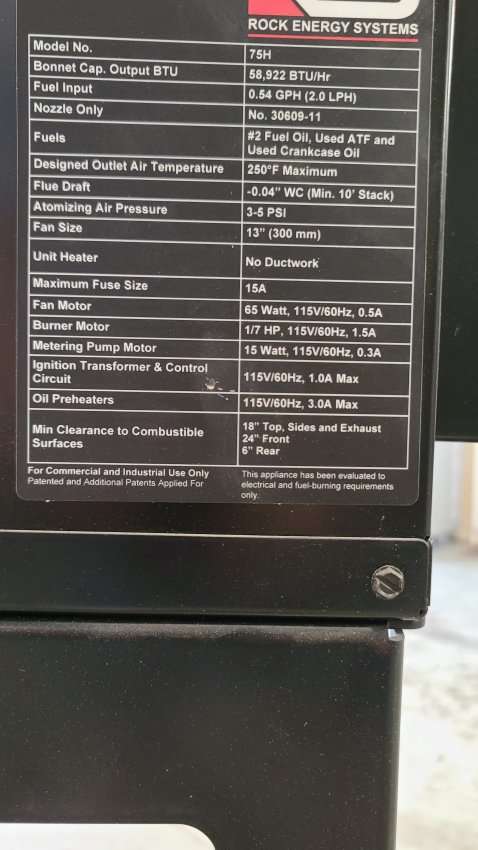 ROCK ENERGY SYSTEMS
Model No. 75H
Bonnet Cap. Output BTU 58,922 BTU/Hr
Fuel Input 0.54 GPH (2.0 LPH)
Nozzle Only No. 30609-11
Fuels #2 Fuel Oil, Used ATF and
Used Crankcase Oil
Designed Outlet Air Temperature 250°F Maximum
Flue Draft -0.04" WC (Min. 10' Stack)
Atomizing Air Pressure 3-5 PSI
Fan Size 13" (300 mm)
Unit Heater No Ductwork
Maximum Fuse Size 15A
Fan Motor 65 Watt, 115V/60Hz, 0.5A
Burner Motor 1/7 HP, 115V/60Hz, 1.5A
Metering Pump Motor 15 Watt, 115V/60Hz, 0.3A
Ignition Transformer & Control
Circuit 115V/60Hz, 1.0A Max
Oil Preheaters 115V/60Hz, 3.0A Max
Min Clearance to Combustible
Surfaces
18" Top, Sides and Exhaust
24" Front
6" Rear
For Commercial and Industrial Use Only
Patented and Additional Patents Applied For
This appliance has been evaluated to
electrical and fuel-burning requirements
only.